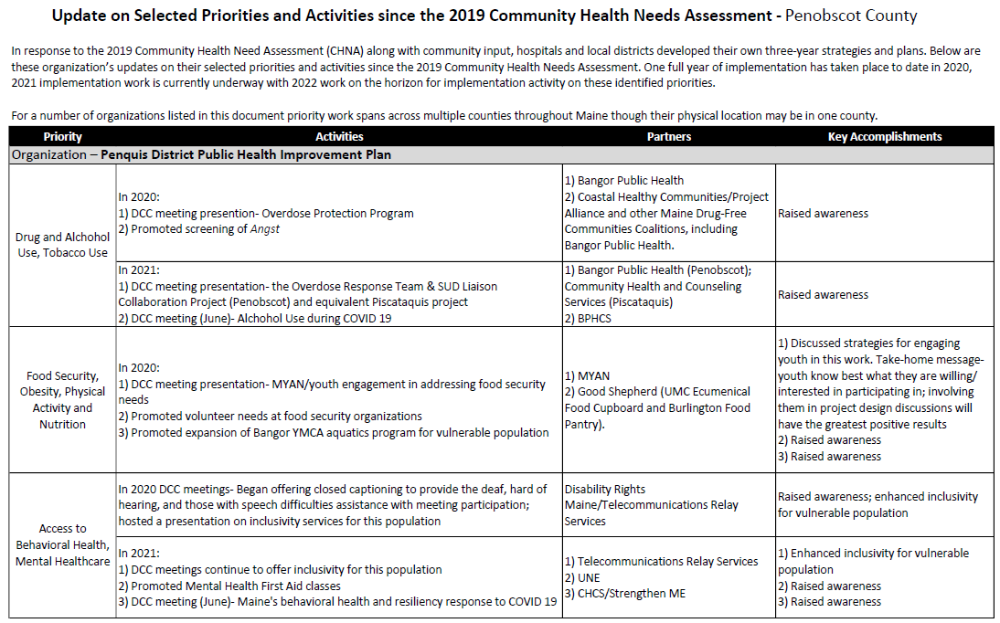 Update on Selected Priorities and Activities since the 2019 Community Health Needs Assessment - Penobscot County
In response to the 2019 Community Health Need Assessment (CHNA) along with community input, hospitals and local districts developed their own three-year strategies and plans. Below are
these organization's updates on their selected priorities and activities since the 2019 Community Health Needs Assessment. One full year of implementation has taken place to date in 2020,
2021 implementation work is currently underway with 2022 work on the horizon for implementation activity on these identified priorities.
For a number of organizations listed in this document priority work spans across multiple counties throughout Maine though their physical location may be in one county.
Priority Activities Partners Key Accomplishments
Organization – Penquis District Public Health Improvement Plan
Drug and Alchohol
Use, Tobacco Use
In 2020:
1) DCC meeting presention- Overdose Protection Program
2) Promoted screening of Angst
1) Bangor Public Health
2) Coastal Healthy Communities/Project
Alliance and other Maine Drug-Free
Communities Coalitions, including
Bangor Public Health.
Raised awareness
In 2021:
1) DCC meeting presentation- the Overdose Response Team & SUD Liaison
Collaboration Project (Penobscot) and equivalent Piscataquis project
2) DCC meeting (June)- Alchohol Use during COVID 19
1) Bangor Public Health (Penobscot);
Community Health and Counseling
Services (Piscataquis)
2) BPHCS
Raised awareness
Food Security,
Obesity, Physical
Activity and
Nutrition
In 2020:
1) DCC meeting presentation- MYAN/youth engagement in addressing food security
needs
2) Promoted volunteer needs at food security organizations
3) Promoted expansion of Bangor YMCA aquatics program for vulnerable population
1) MYAN
2) Good Shepherd (UMC Ecumenical
Food Cupboard and Burlington Food
Pantry).
1) Discussed strategies for engaging
youth in this work. Take-home message-
youth know best what they are willing/
interested in participating in; involving
them in project design discussions will
have the greatest positive results
2) Raised awareness
3) Raised awareness
Access to
Behavioral Health,
Mental Healthcare
In 2020 DCC meetings- Began offering closed captioning to provide the deaf, hard of
hearing, and those with speech difficulties assistance with meeting participation;
hosted a presentation on inclusivity services for this population
Disability Rights
Maine/Telecommunications Relay
Services
Raised awareness; enhanced inclusivity
for vulnerable population
In 2021:
1) DCC meetings continue to offer inclusivity for this population
2) Promoted Mental Health First Aid classes
3) DCC meeting (June)- Maine's behavioral health and resiliency response to COVID 19
1) Telecommunications Relay Services
2) UNE
3) CHCS/Strengthen ME
1) Enhanced inclusivity for vulnerable
population
2) Raised awareness
3) Raised awareness